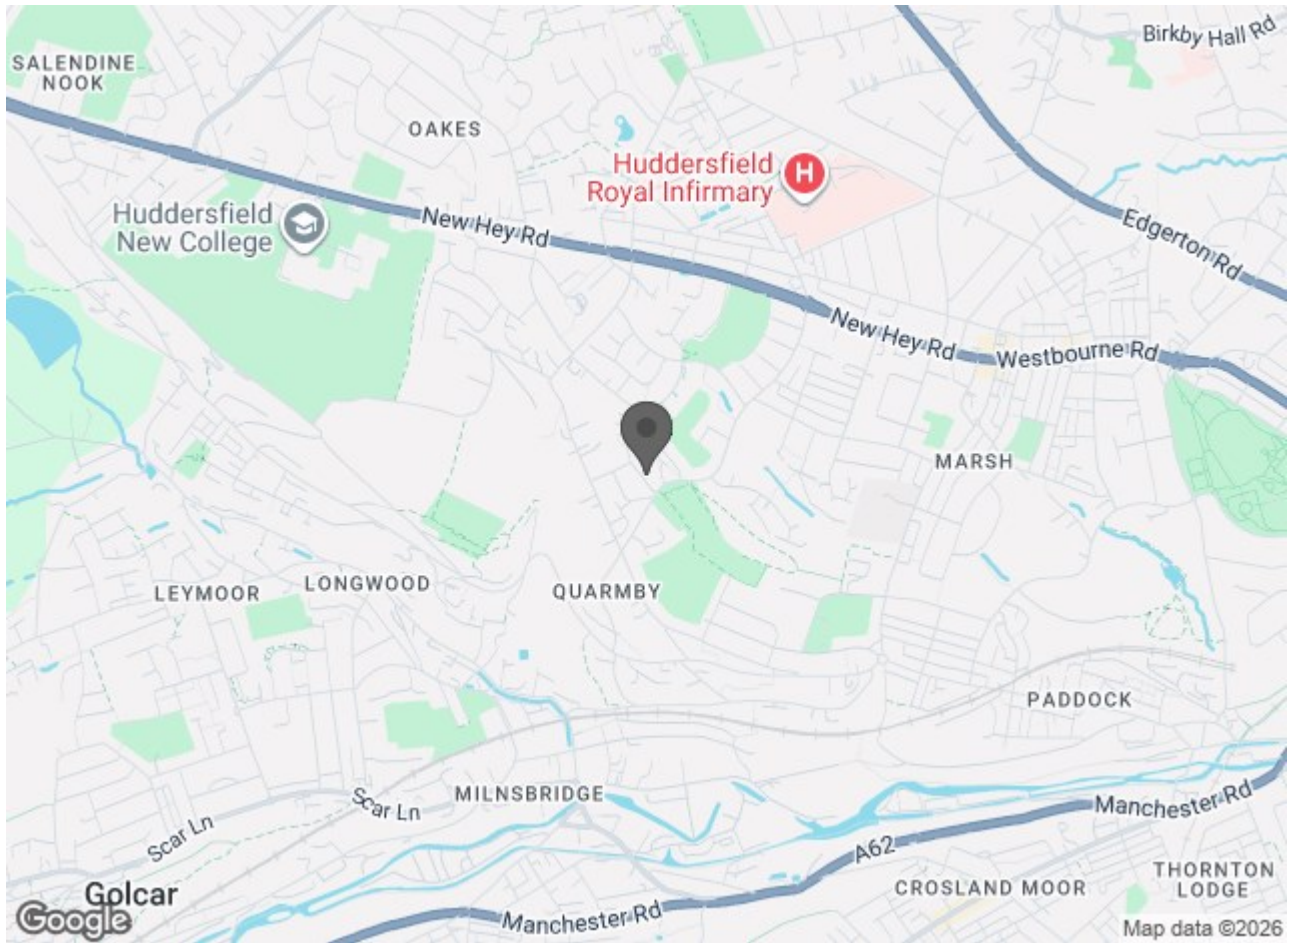 Birkby Hall Rd
SALENDINE
NOOK
OAKES
Huddersfield
Royal Infirmary
H
Huddersfield
New College
New Hey Rd
Edgerton Rd
New Hey Rd
Westbourne Rd
MARSH
LEYMOOR
LONGWOOD
QUARMBY
PADDOCK
MILNSBRIDGE
Scar Ln
Scar Ln
Manchester Rd
A62
Golcar
CROSLAND MOOR
THORNTON
LODGE
Manchester Rd
Google
Map data ©2026